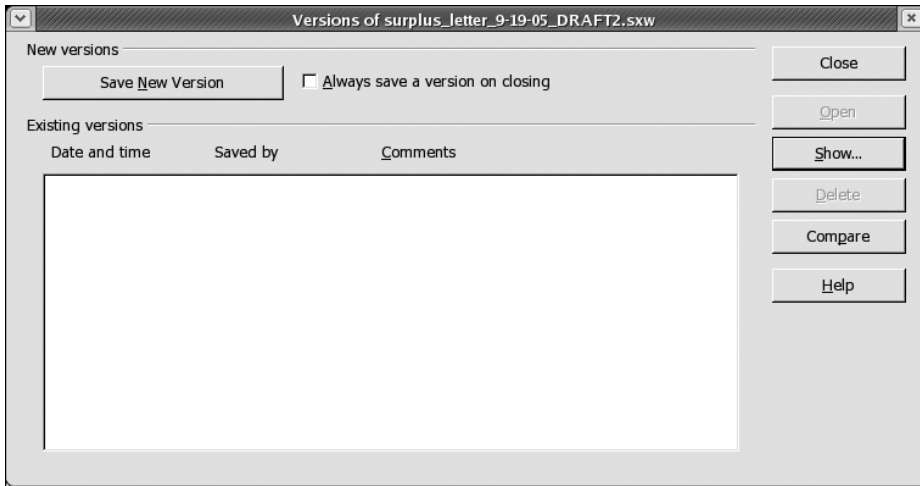 Versions of surplus_letter_9-19-05_DRAFT2.sxw
New versions
Save New Version
Always save a version on closing
Existing versions
Date and time Saved by Comments
Close
Open
Show...
Delete
Compare
Help